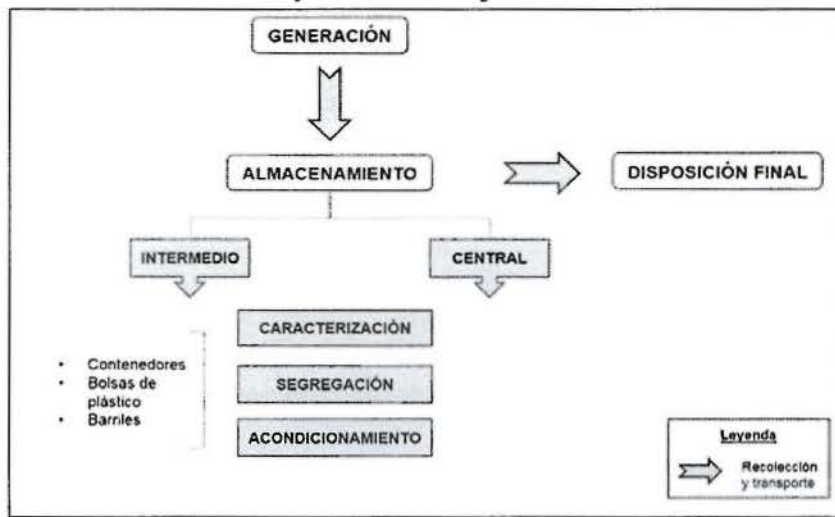 GENERACIÓN
ALMACENAMIENTO
DISPOSICIÓN FINAL
INTERMEDIO
CENTRAL
CARACTERIZACIÓN
• Contenedores
• Bolsas de
plástico
• Barriles
SEGREGACIÓN
ACONDICIONAMIENTO
Leyenda
Recolección
y transporte